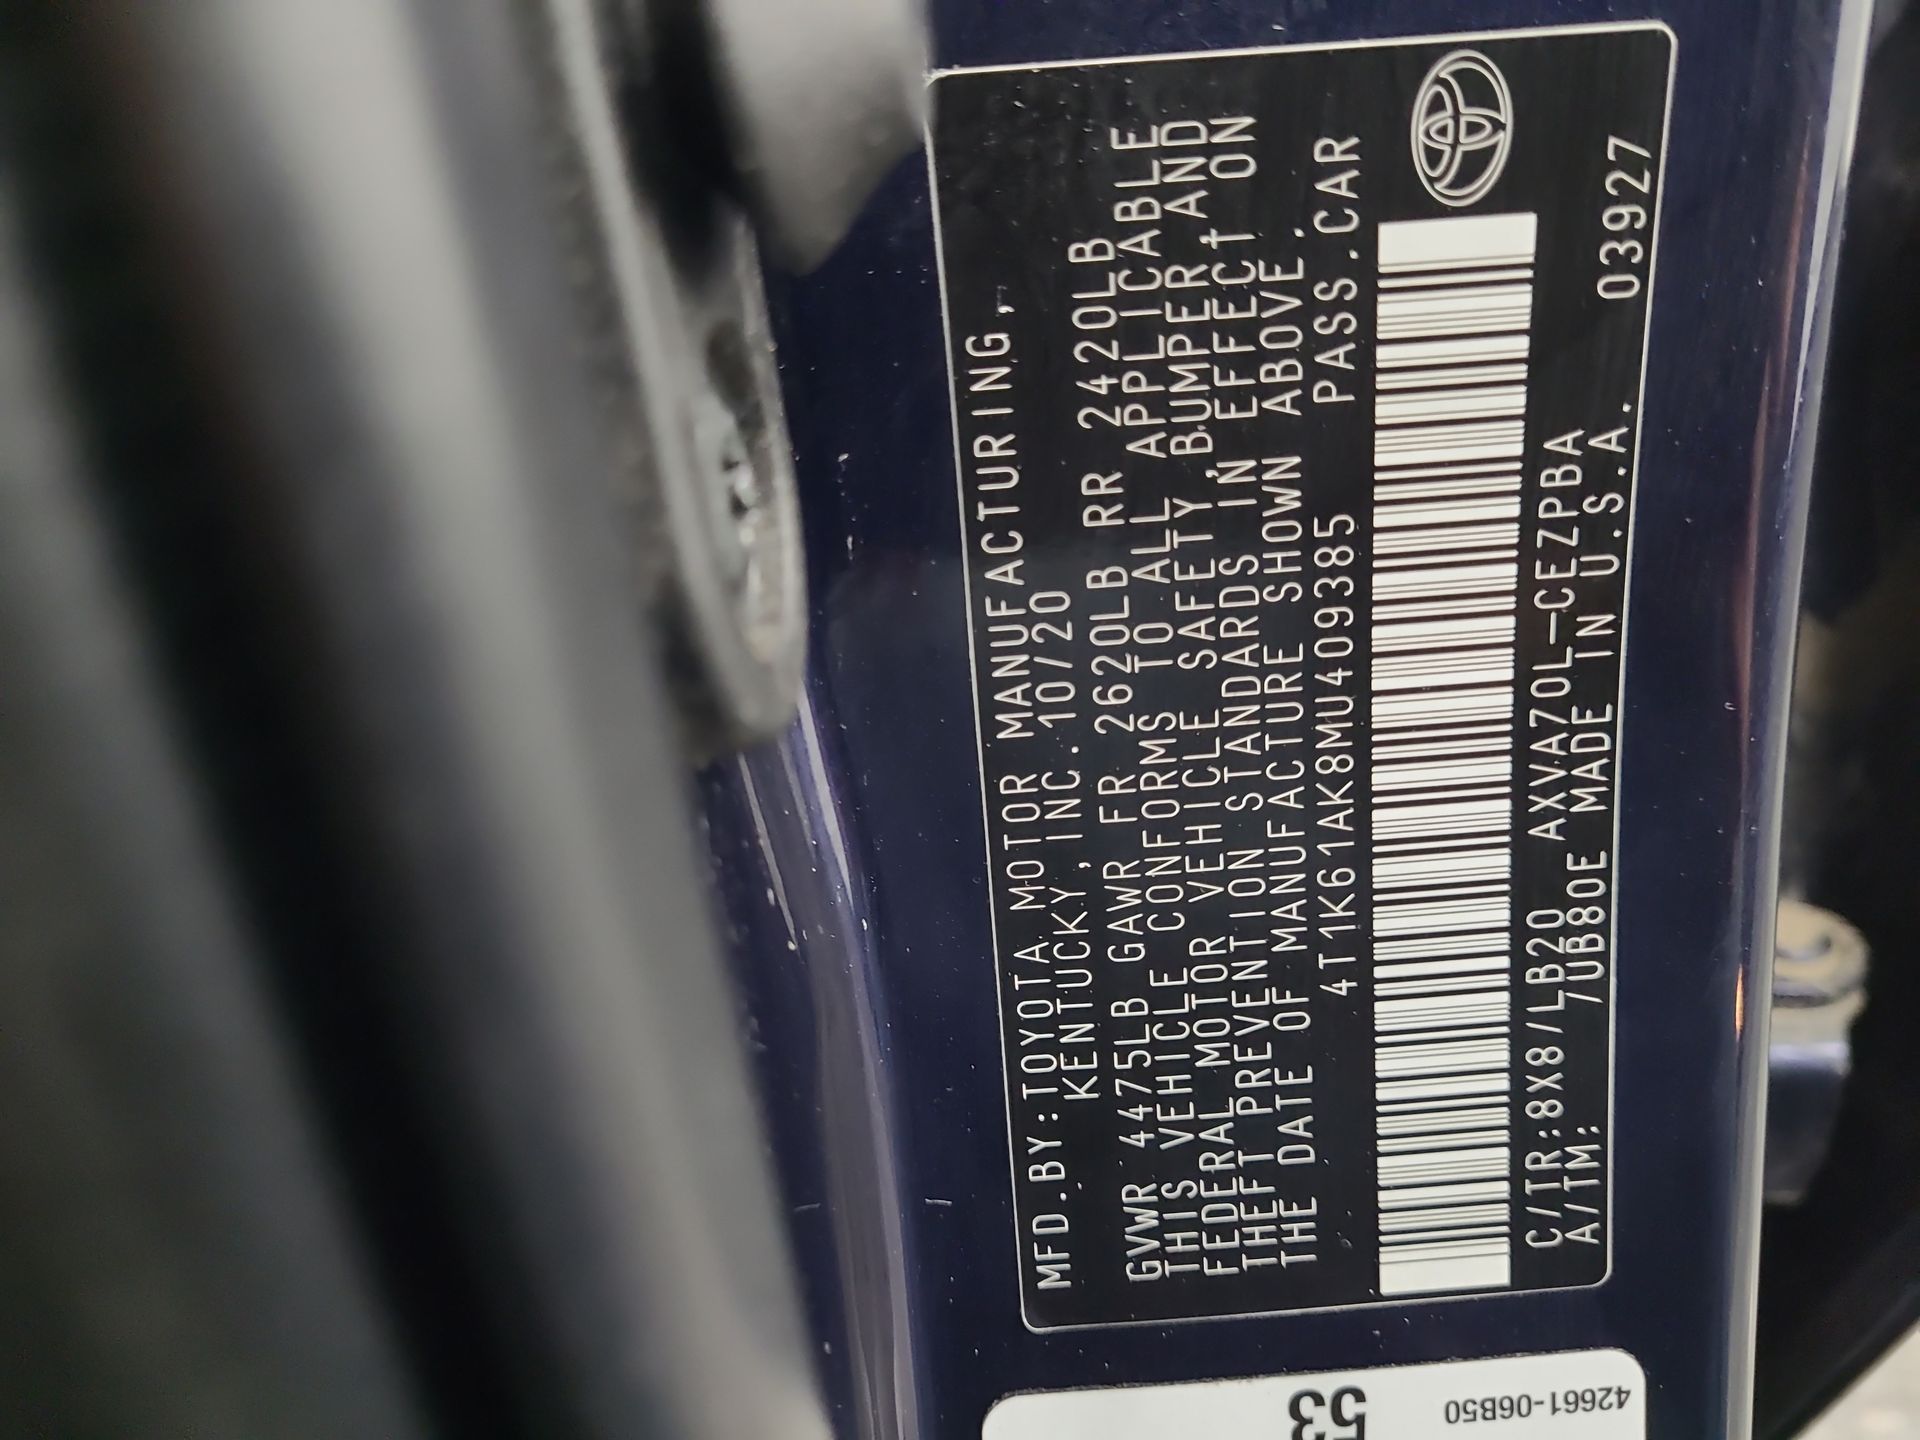 MFD.BY:TOYOTA MOTOR MANUFACTURING,
KENTUCKY,INC. 10/20
GVWR 4475LB GAWR FR 2620LB RR 2420LB
THIS VEHICLE CONFORMS TO ALL APPLICABLE
FEDERAL MOTOR VEHICLE SAFETY,BUMPER,AND
THEFT PREVENTION STANDARDS IN EFFECT ON
THE DATE OF MANUFACTURE SHOWN ABOVE.
4T1K61AK8MU409385 PASS.CAR
C/TR:8X8/LB20 AXVA70L-CEZPBA
A/TM: /UB80E MADE IN U.S.A. 03927
53
42661-06B50